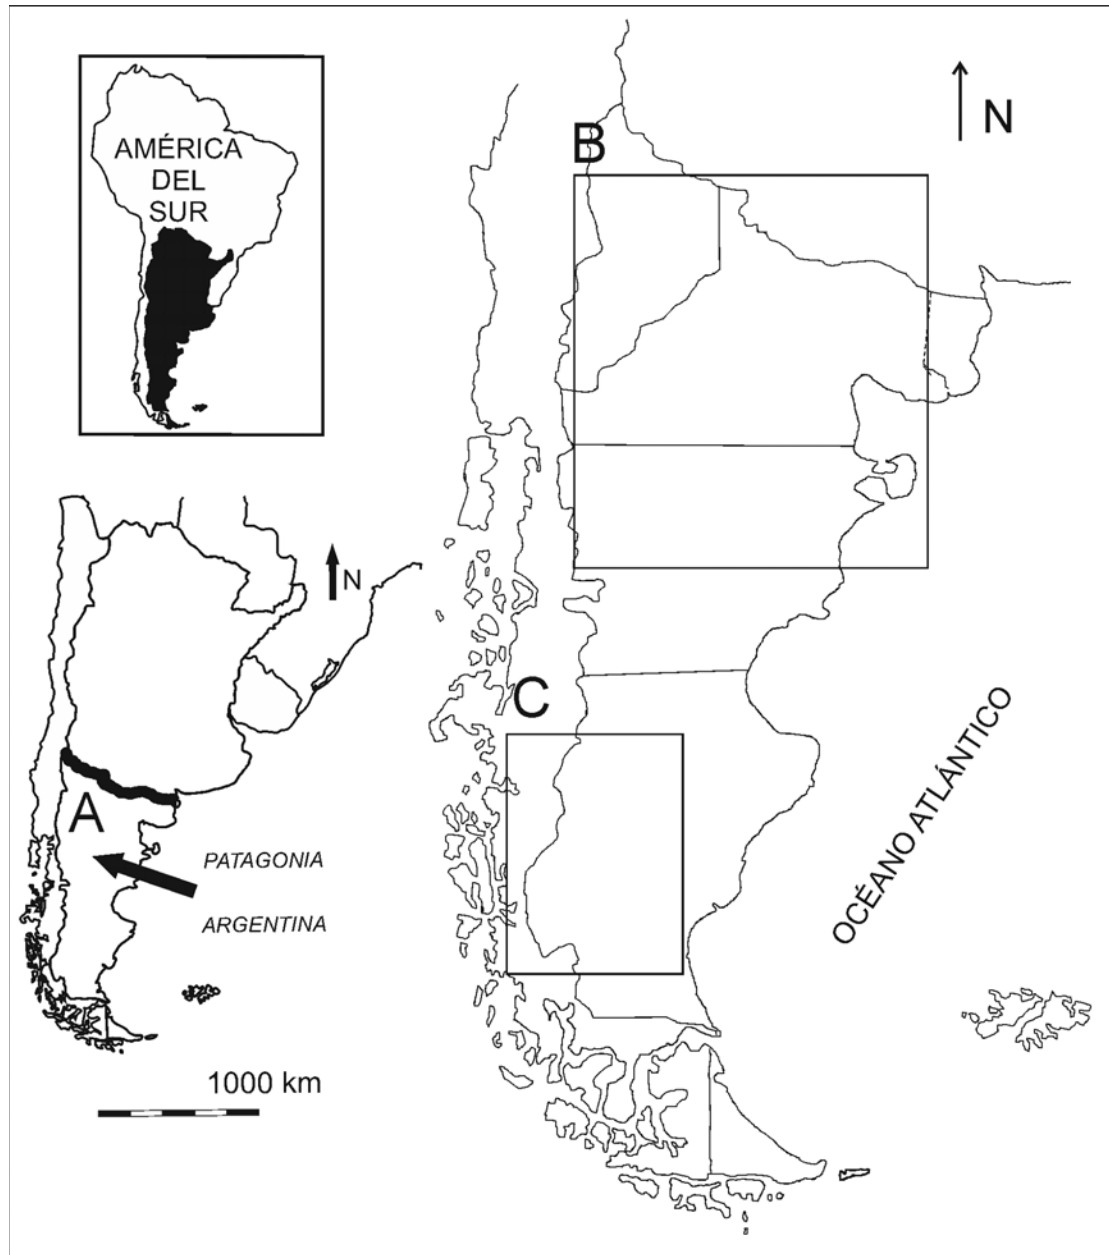 AMÉRICA
DEL
SUR
B
N
N
A
PATAGONIA
ARGENTINA
1000 km
C
OCÉANO ATLÁNTICO